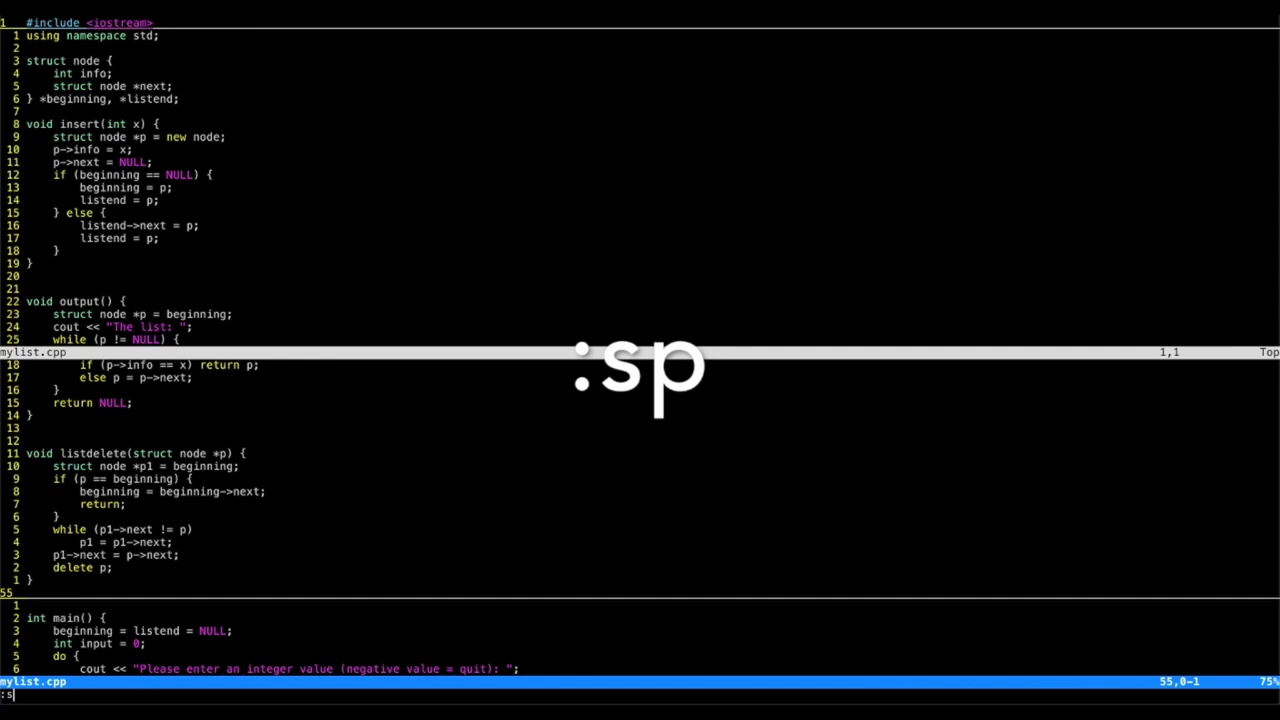 1   #include <iostream>
  1 using namespace std;
  2
  3 struct node {
  4     int info;
  5     struct node *next;
  6 } *beginning, *listend;
  7
  8 void insert(int x) {
  9     struct node *p = new node;
 10     p->info = x;
 11     p->next = NULL;
 12     if (beginning == NULL) {
 13         beginning = p;
 14         listend = p;
 15     } else {
 16         listend->next = p;
 17         listend = p;
 18     }
 19 }
 20
 21
 22 void output() {
 23     struct node *p = beginning;
 24     cout << "The list: ";
 25     while (p != NULL) {
mylist.cpp 1,1 Top
 18         if (p->info == x) return p;
 17         else p = p->next;
 16     }
 15     return NULL;
 14 }
 13
 12
 11 void listdelete(struct node *p) {
 10     struct node *p1 = beginning;
  9     if (p == beginning) {
  8         beginning = beginning->next;
  7         return;
  6     }
  5     while (p1->next != p)
  4         p1 = p1->next;
  3     p1->next = p->next;
  2     delete p;
  1 }
55
  1
  2 int main() {
  3     beginning = listend = NULL;
  4     int input = 0;
  5     do {
  6         cout << "Please enter an integer value (negative value = quit): ";
mylist.cpp 55,0-1 75%
:s
:sp